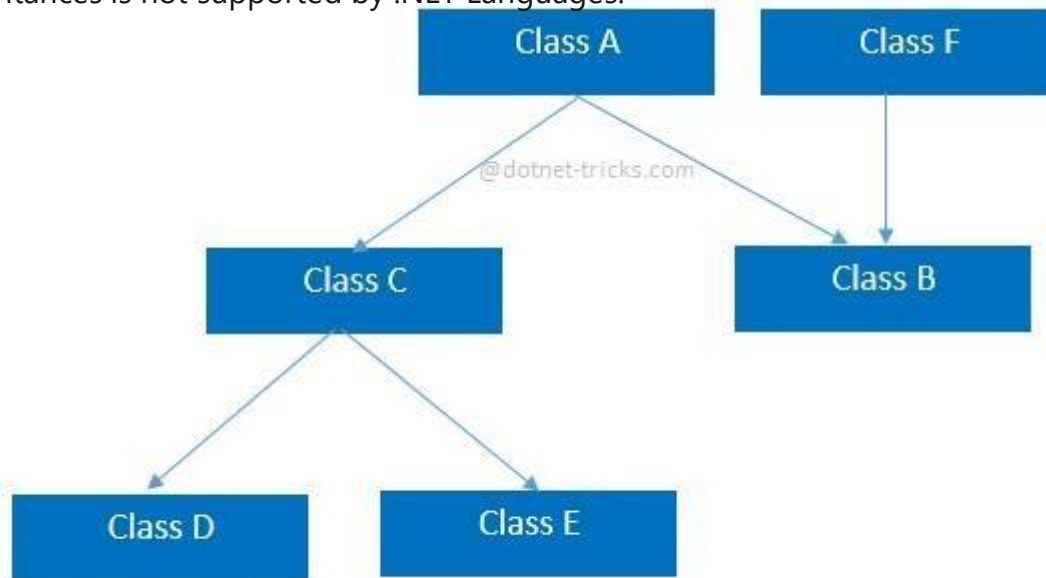 is not supported by .NET Languages.
Class A
Class F
@dotnet-tricks.com
Class C
Class B
Class D
Class E